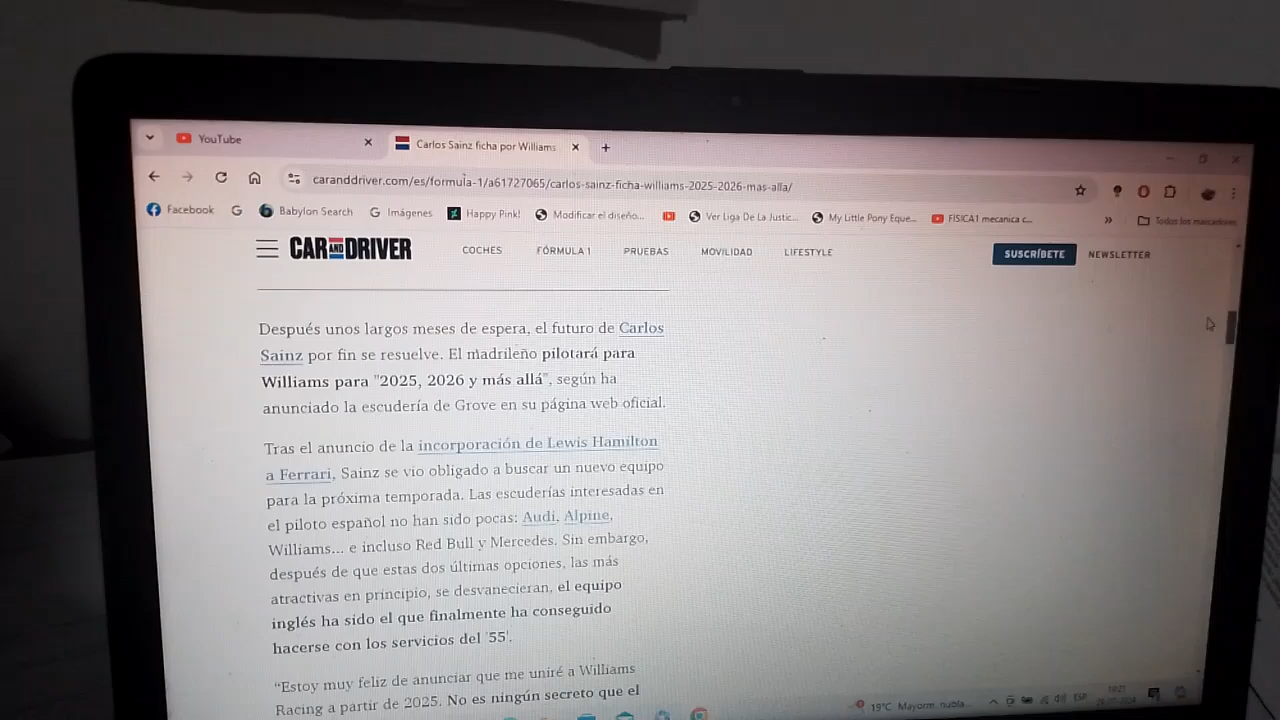 YouTube
Carlos Sainz ficha por Williams
caranddriver.com/es/formula-1/a61727065/carlos-sainz-ficha-williams-2025-2026-mas-alla/
Facebook
Babylon Search
Imágenes
Happy Pink!
Modificar el diseño...
Ver Liga De La Justic...
My Little Pony Eque...
FISICA1 mecanica c...
Todos los marcadores
CAR AND DRIVER
COCHES
FÓRMULA 1
PRUEBAS
MOVILIDAD
LIFESTYLE
SUSCRÍBETE
NEWSLETTER
Después unos largos meses de espera, el futuro de Carlos
Sainz por fin se resuelve. El madrileño pilotará para
Williams para "2025, 2026 y más allá", según ha
anunciado la escudería de Grove en su página web oficial.
Tras el anuncio de la incorporación de Lewis Hamilton
a Ferrari, Sainz se vio obligado a buscar un nuevo equipo
para la próxima temporada. Las escuderías interesadas en
el piloto español no han sido pocas: Audi, Alpine,
Williams... e incluso Red Bull y Mercedes. Sin embargo,
después de que estas dos últimas opciones, las más
atractivas en principio, se desvanecieran, el equipo
inglés ha sido el que finalmente ha conseguido
hacerse con los servicios del '55'.
“Estoy muy feliz de anunciar que me uniré a Williams
Racing a partir de 2025. No es ningún secreto que el
19°C Mayorm. nubla...
ESP